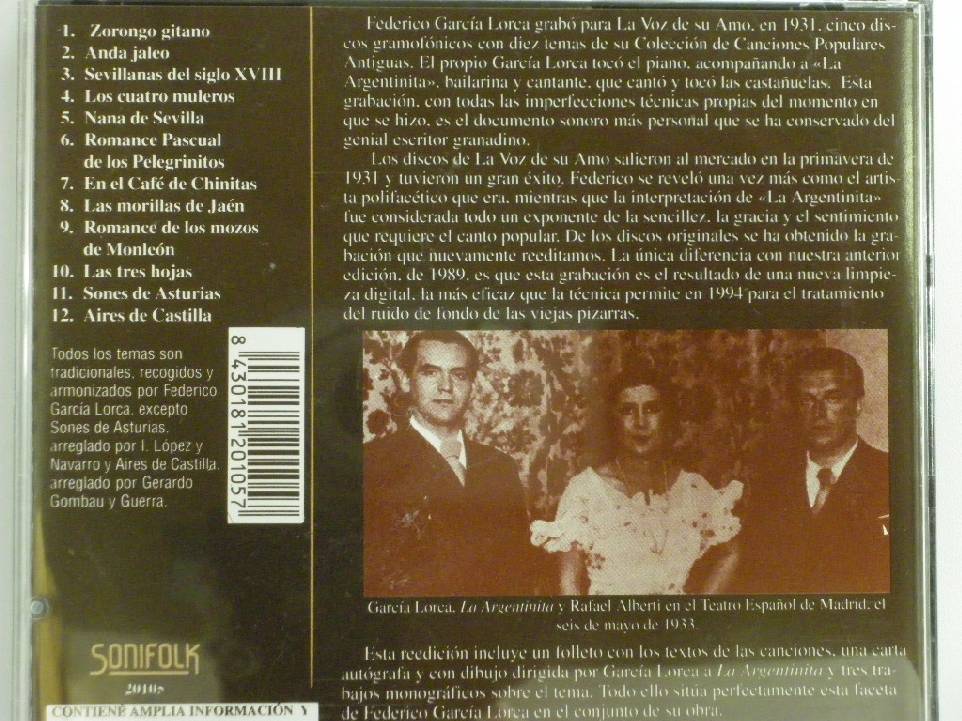 1. Zorongo gitano
2. Anda jaleo
3. Sevillanas del siglo XVIII
4. Los cuatro muleros
5. Nana de Sevilla
6. Romance Pascual
de los Pelegrinitos
7. En el Café de Chinitas
8. Las morillas de Jaén
9. Romance de los mozos
de Monleón
10. Las tres hojas
11. Sones de Asturias
12. Aires de Castilla
Todos los temas son
tradicionales, recogidos y
armonizados por Federico
García Lorca, excepto
Sones de Asturias,
arreglado por I. López y
Navarro y Aires de Castilla,
arreglado por Gerardo
Gombau y Guerra.
8 430181 201057
SONIFOLK
20105
CONTIENE AMPLIA INFORMACIÓN Y
Federico García Lorca grabó para La Voz de su Amo, en 1931, cinco dis-
cos gramofónicos con diez temas de su Colección de Canciones Populares
Antiguas. El propio García Lorca tocó el piano, acompañando a «La
Argentinita», bailarina y cantante, que cantó y tocó las castañuelas. Esta
grabación, con todas las imperfecciones técnicas propias del momento en
que se hizo, es el documento sonoro más personal que se ha conservado del
genial escritor granadino.
Los discos de La Voz de su Amo salieron al mercado en la primavera de
1931 y tuvieron un gran éxito. Federico se reveló una vez más como el artis-
ta polifacético que era, mientras que la interpretación de «La Argentinita»
fue considerada todo un exponente de la sencillez, la gracia y el sentimiento
que requiere el canto popular. De los discos originales se ha obtenido la gra-
bación que nuevamente reeditamos. La única diferencia con nuestra anterior
edición, de 1989, es que esta grabación es el resultado de una nueva limpie-
za digital, la más eficaz que la técnica permite en 1994 para el tratamiento
del ruido de fondo de las viejas pizarras.
García Lorca, La Argentinita y Rafael Alberti en el Teatro Español de Madrid, el
seis de mayo de 1933.
Esta reedición incluye un folleto con los textos de las canciones, una carta
autógrafa y con dibujo dirigida por García Lorca a La Argentinita y tres tra-
bajos monográficos sobre el tema. Todo ello sitúa perfectamente esta faceta
de Federico García Lorca en el conjunto de su obra.